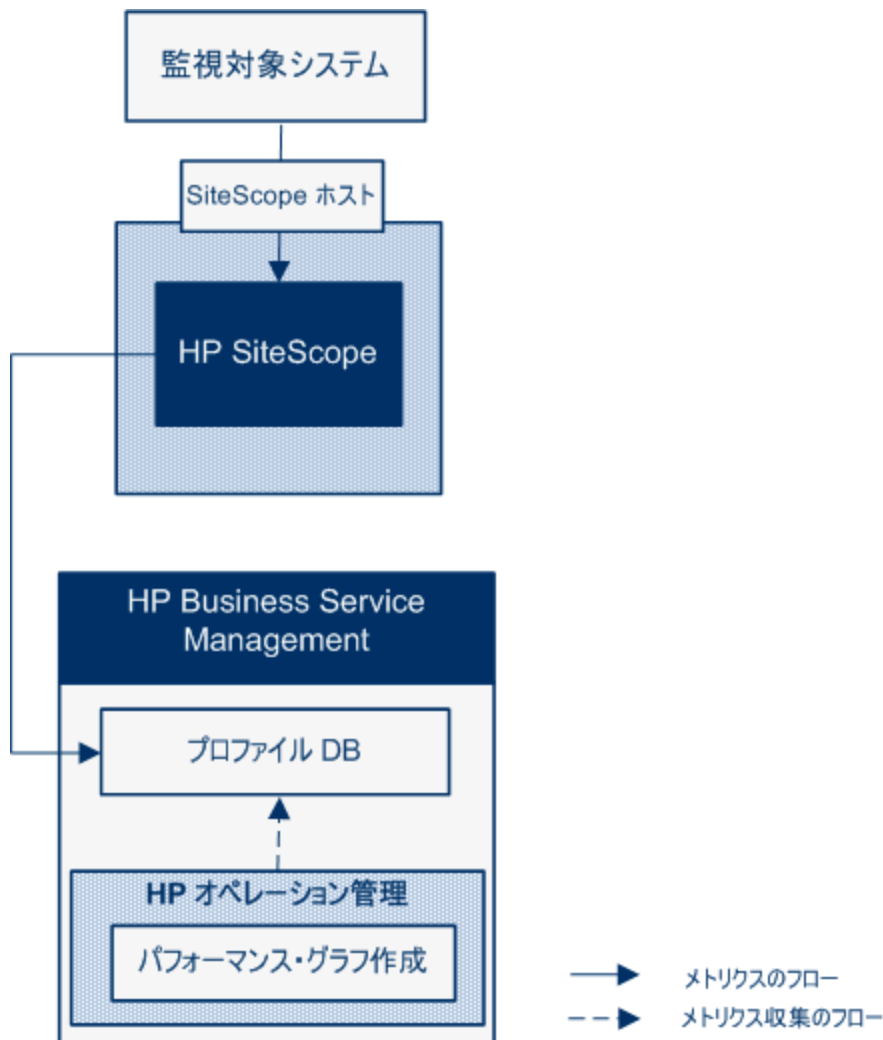 監視対象システム
SiteScope ホスト
HP SiteScope
HP Business Service
Management
プロファイル DB
HP オペレーション管理
パフォーマンス・グラフ作成
メトリクスのフロー
メトリクス収集のフロー